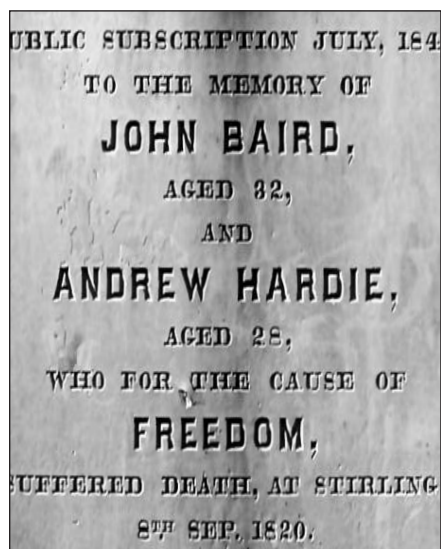 UBLIC SUBSCRIPTION JULY, 184
TO THE MEMORY OF
JOHN BAIRD,
AGED 32,
AND
ANDREW HARDIE,
AGED 28,
WHO FOR THE CAUSE OF
FREEDOM,
SUFFERED DEATH, AT STIRLING
8TH SEP. 1820.